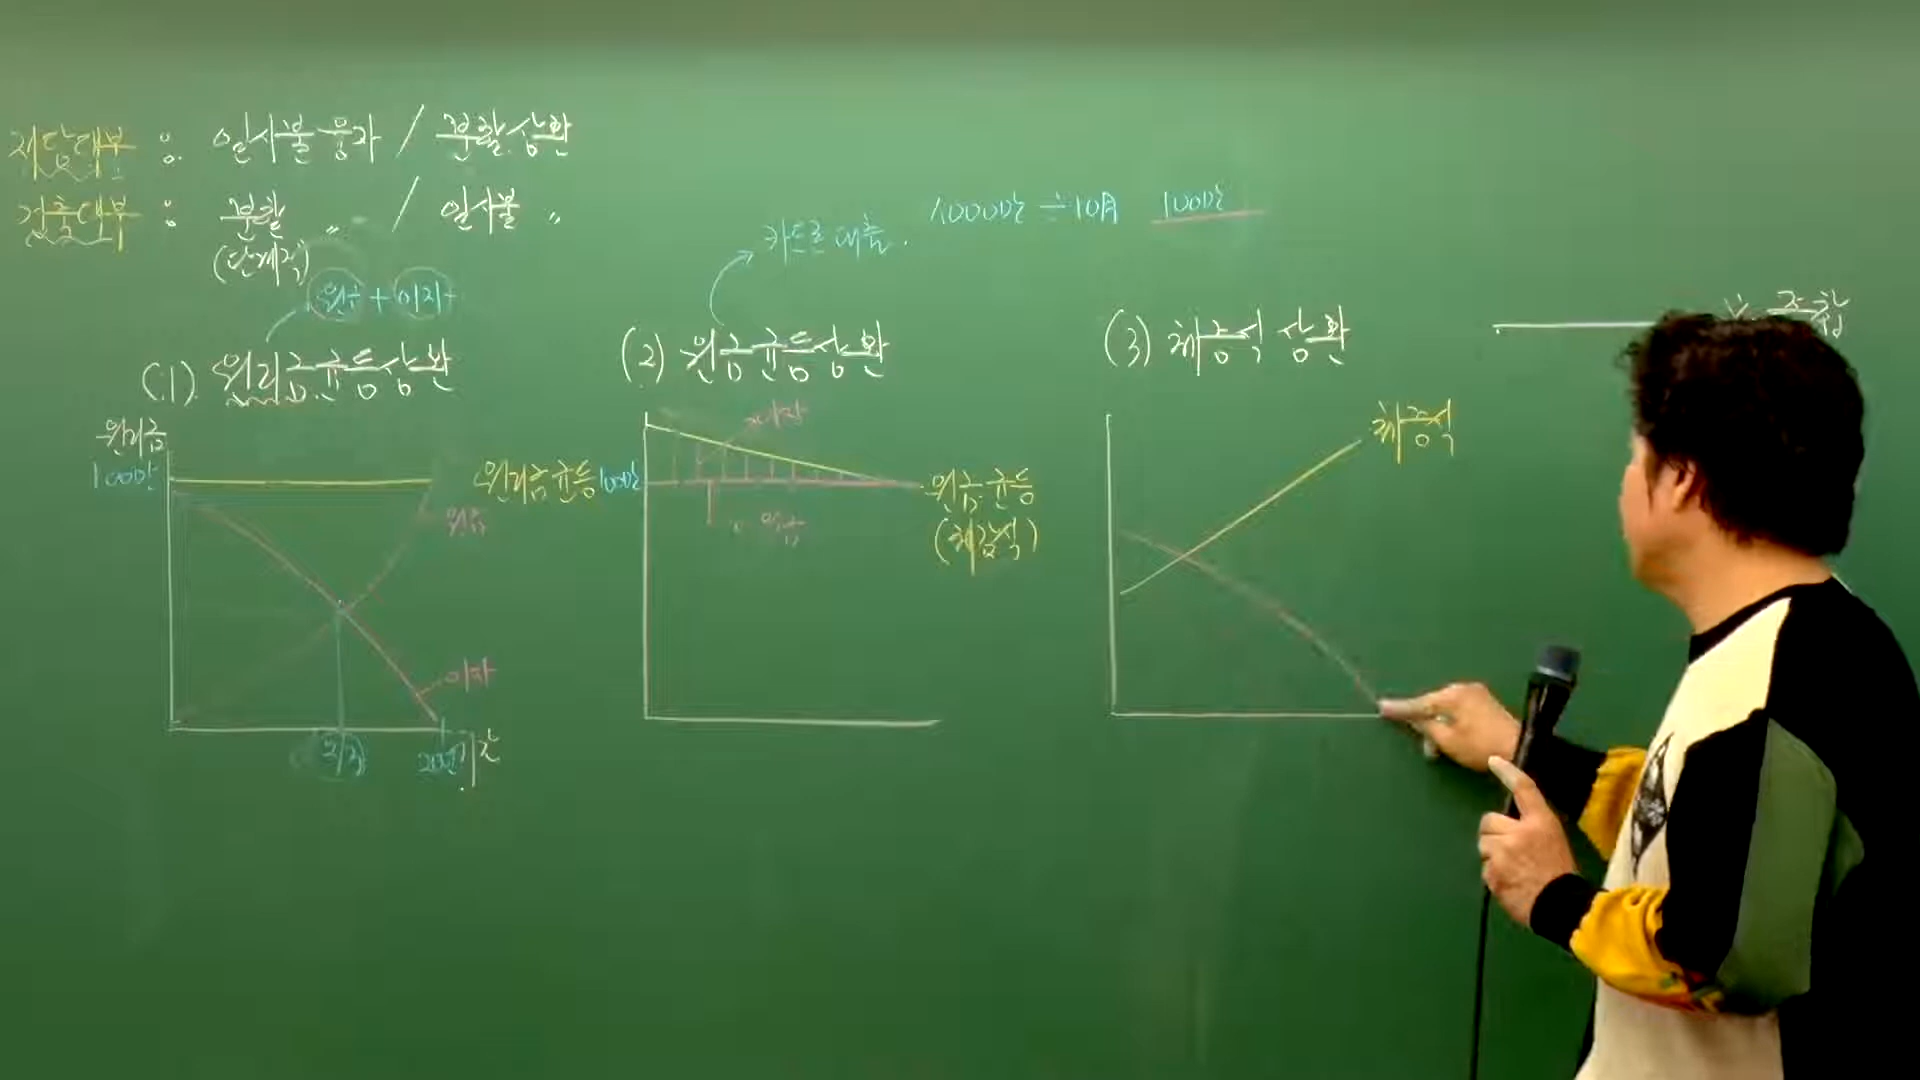 저당대부 : 일시불 융자 / 분할상환
건축대부 : 분할 〃 / 일시불 〃
(단계적)
원금 + 이자
카드론 대출. 1000만 ÷ 10月 100만
(1) 원리금균등상환
(2) 원금균등상환
(3) 체증식 상환
원리금
100만
원리금균등
원금
이자
2/3
20년
기간
이자
100만
원금
원금균등
(체감식)
체증식